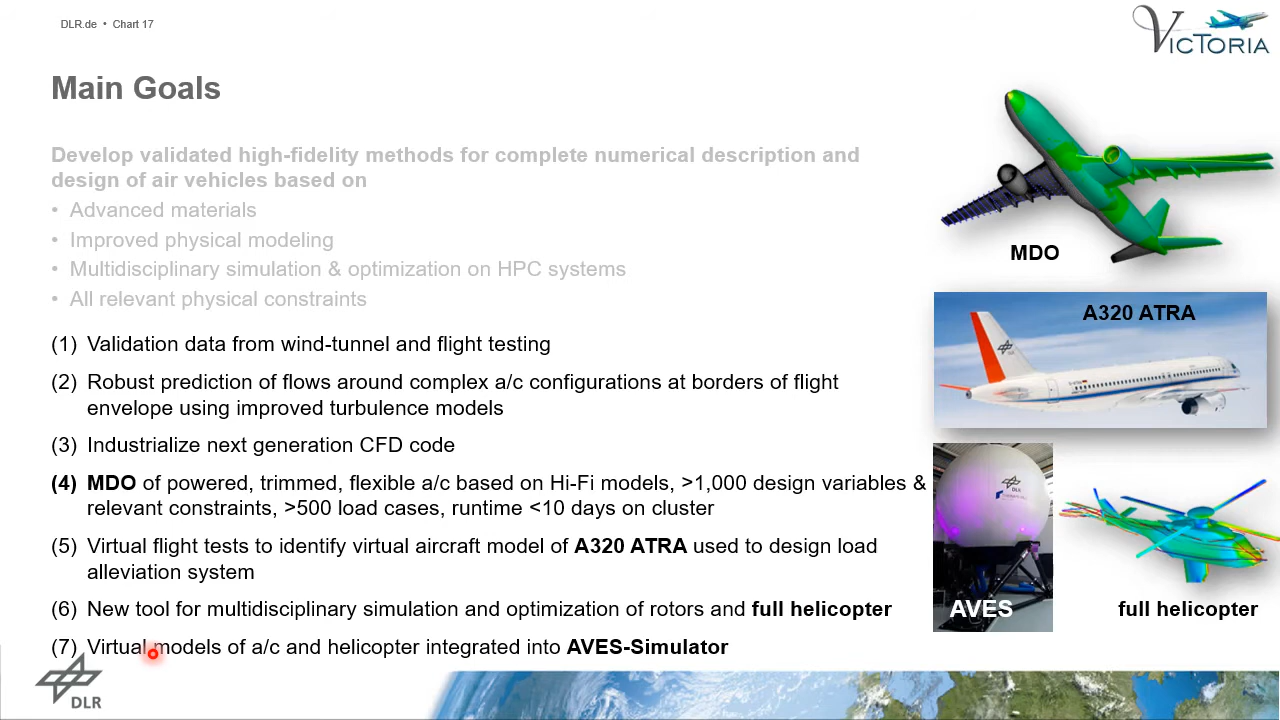 DLR.de • Chart 17
VICTORIA
Main Goals
Develop validated high-fidelity methods for complete numerical description and
design of air vehicles based on
• Advanced materials
• Improved physical modeling
• Multidisciplinary simulation & optimization on HPC systems
• All relevant physical constraints
(1) Validation data from wind-tunnel and flight testing
(2) Robust prediction of flows around complex a/c configurations at borders of flight
envelope using improved turbulence models
(3) Industrialize next generation CFD code
(4) MDO of powered, trimmed, flexible a/c based on Hi-Fi models, >1,000 design variables &
relevant constraints, >500 load cases, runtime <10 days on cluster
(5) Virtual flight tests to identify virtual aircraft model of A320 ATRA used to design load
alleviation system
(6) New tool for multidisciplinary simulation and optimization of rotors and full helicopter
(7) Virtual models of a/c and helicopter integrated into AVES-Simulator
MDO
A320 ATRA
DLR
AVES
full helicopter
DLR